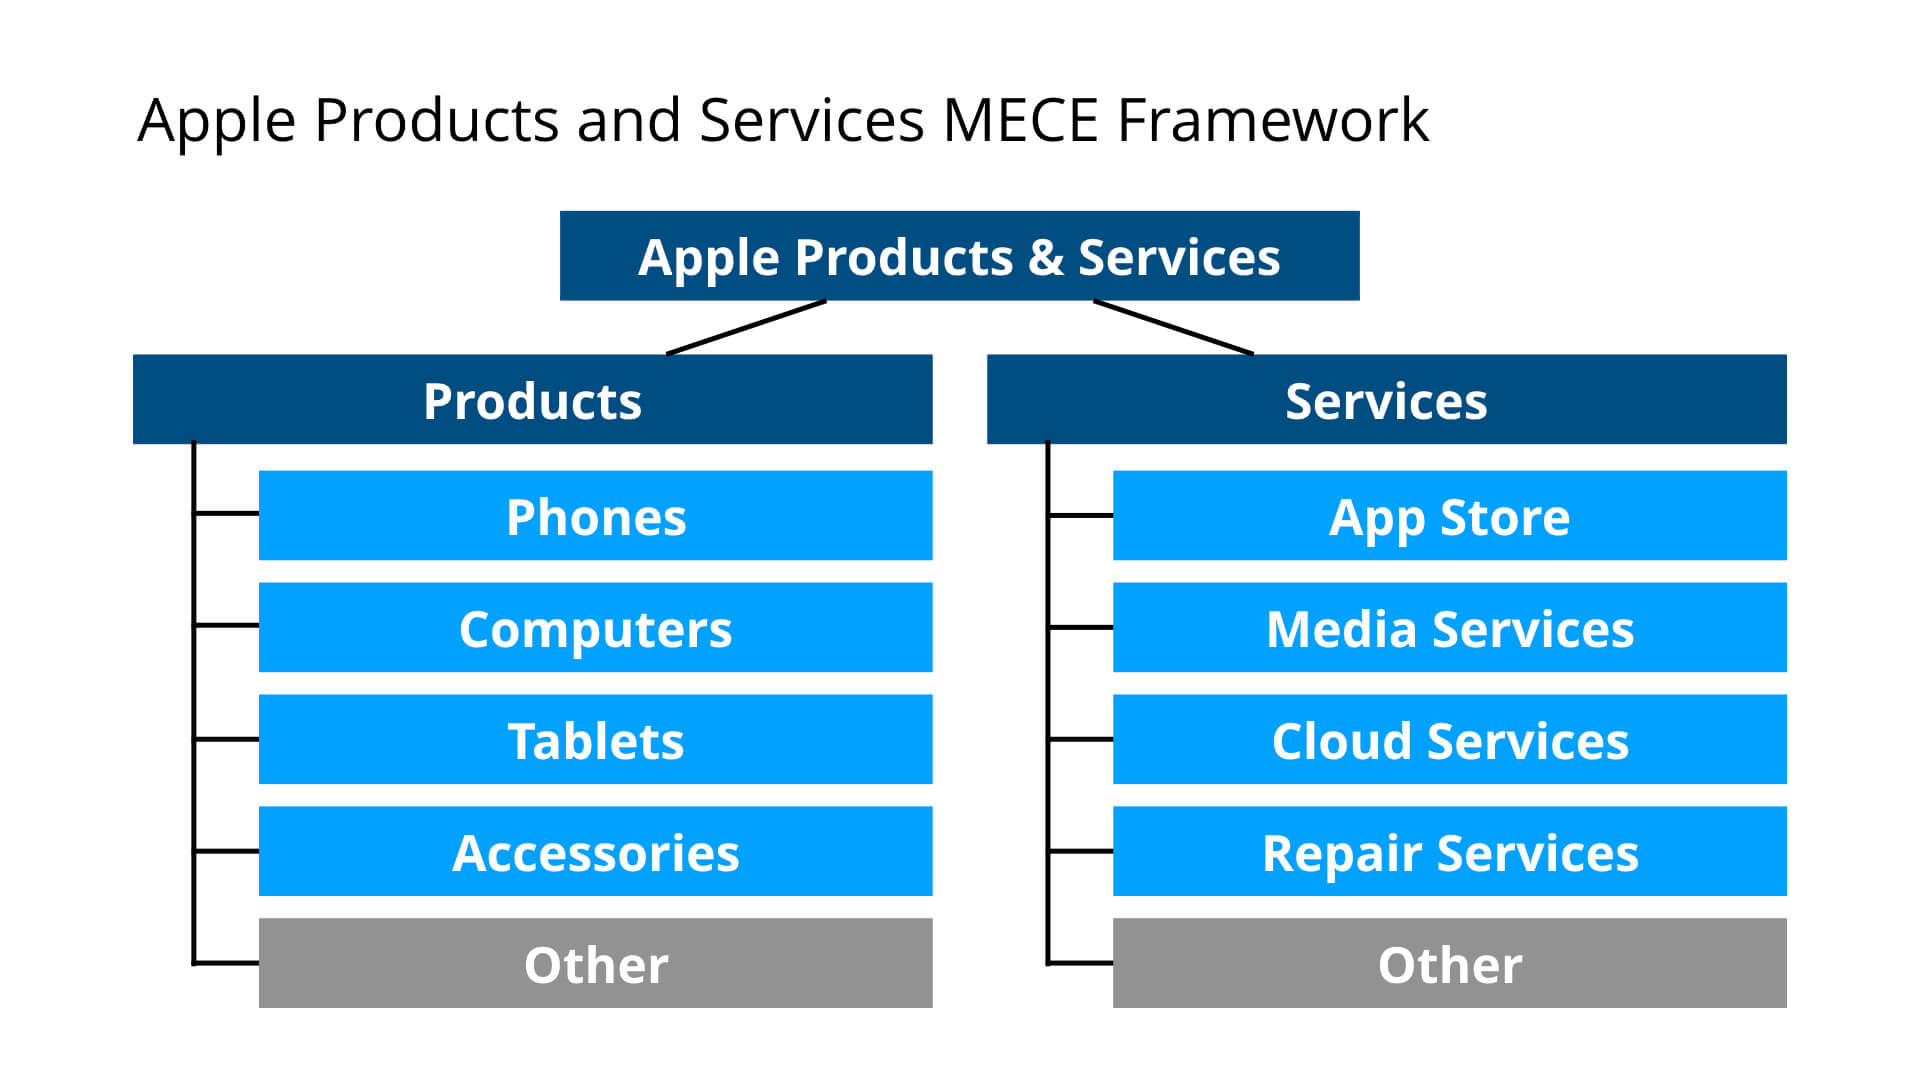 Apple Products and Services MECE Framework
Apple Products & Services
Products
Phones
Computers
Tablets
Accessories
Other
Services
App Store
Media Services
Cloud Services
Repair Services
Other